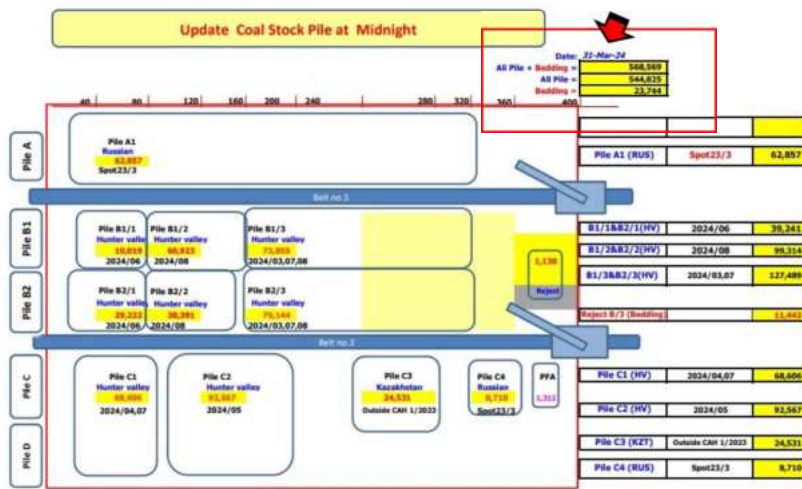 Update Coal Stock Pile at Midnight
Date: 31-Mar-24
All Pile + Bedding = 568,569
All Pile = 544,825
Bedding = 23,744
40 80 120 160 200 240 280 320 360 400
Pile A
Pile A1
Russian
62,857
Spot23/3
Pile A1 (RUS) Spot23/3 62,857
Belt no.5
Pile B1
Pile B1/1 Pile B1/2 Pile B1/3
Hunter valley Hunter valley Hunter valley
10,019
2024/06 2024/08 2024/03,07,08
B1/1&B2/1(HV) 2024/06 39,241
B1/2&B2/2(HV) 2024/08 99,314
B1/3&B2/3(HV) 2024/03,07 127,489
1,138
Reject
Pile B2
Pile B2/1 Pile B2/2 Pile B2/3
Hunter valley Hunter valley Hunter valley
29,222 38,391
2024/06 2024/08 2024/03,07,08
Reject B/3 (Bedding) 11,442
Belt no.3
Pile C
Pile C1 Pile C2 Pile C3 Pile C4 PFA
Hunter valley Hunter valley Kazakhstan Russian
68,606 92,567 24,531 8,710 1,312
2024/04,07 2024/05 Outside CAH 1/2023 Spot23/3
Pile C1 (HV) 2024/04,07 68,606
Pile C2 (HV) 2024/05 92,567
Pile D
Pile C3 (KZT) Outside CAH 1/2023 24,531
Pile C4 (RUS) Spot23/3 8,710